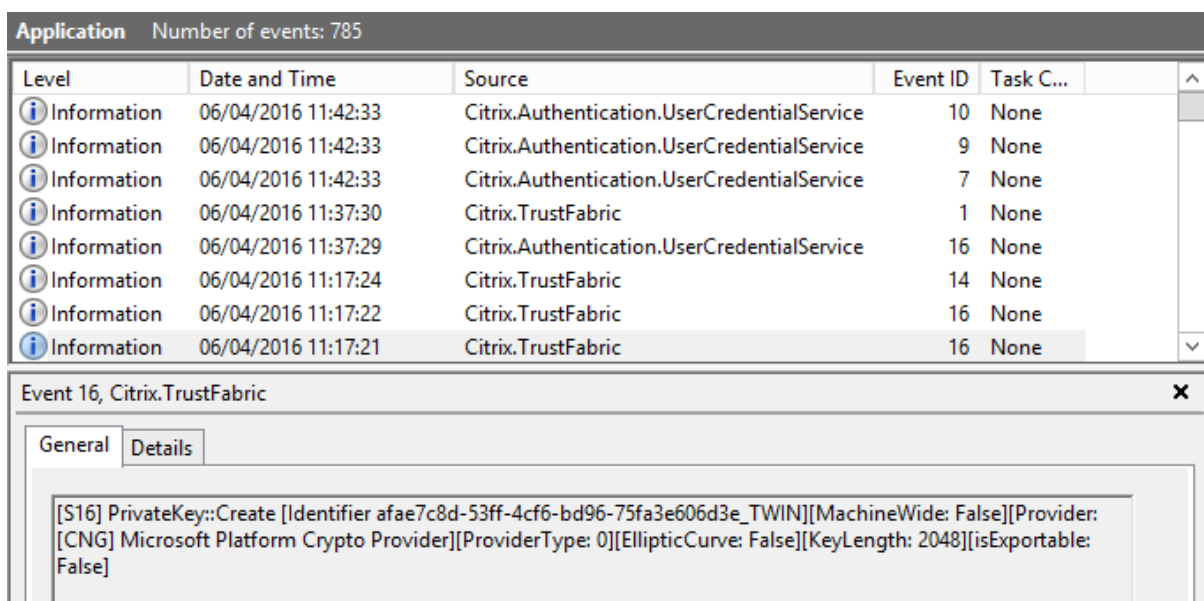 Application Number of events: 785
Level Date and Time Source Event ID Task C...
Information 06/04/2016 11:42:33 Citrix.Authentication.UserCredentialService 10 None
Information 06/04/2016 11:42:33 Citrix.Authentication.UserCredentialService 9 None
Information 06/04/2016 11:42:33 Citrix.Authentication.UserCredentialService 7 None
Information 06/04/2016 11:37:30 Citrix.TrustFabric 1 None
Information 06/04/2016 11:37:29 Citrix.Authentication.UserCredentialService 16 None
Information 06/04/2016 11:17:24 Citrix.TrustFabric 14 None
Information 06/04/2016 11:17:22 Citrix.TrustFabric 16 None
Information 06/04/2016 11:17:21 Citrix.TrustFabric 16 None
Event 16, Citrix.TrustFabric
General Details
[S16] PrivateKey::Create [Identifier afae7c8d-53ff-4cf6-bd96-75fa3e606d3e_TWIN][MachineWide: False][Provider:
[CNG] Microsoft Platform Crypto Provider][ProviderType: 0][EllipticCurve: False][KeyLength: 2048][isExportable:
False]